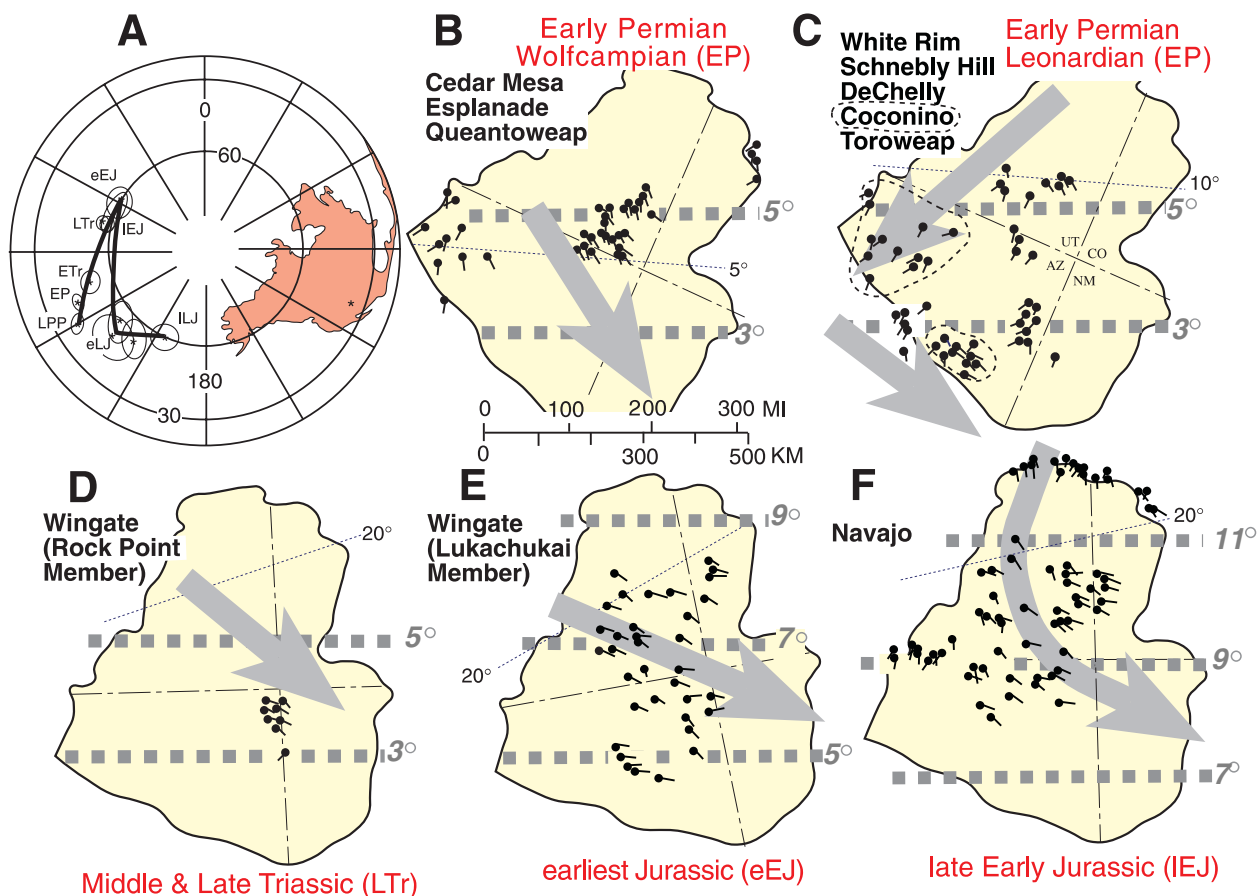 A
0
60
eEJ
LTr
lEJ
ETr
EP
LPP
eLJ
lLJ
180
30
B
Early Permian
Wolfcampian (EP)
Cedar Mesa
Esplanade
Queantoweap
5°
5°
3°
0 100 200 300 MI
0 300 500 KM
C
Early Permian
Leonardian (EP)
White Rim
Schnebly Hill
DeChelly
Coconino
Toroweap
10°
5°
UT CO
AZ NM
3°
D
Wingate
(Rock Point
Member)
20°
5°
3°
Middle & Late Triassic (LTr)
E
Wingate
(Lukachukai
Member)
9°
7°
20°
5°
earliest Jurassic (eEJ)
F
Navajo
20°
11°
9°
7°
late Early Jurassic (lEJ)